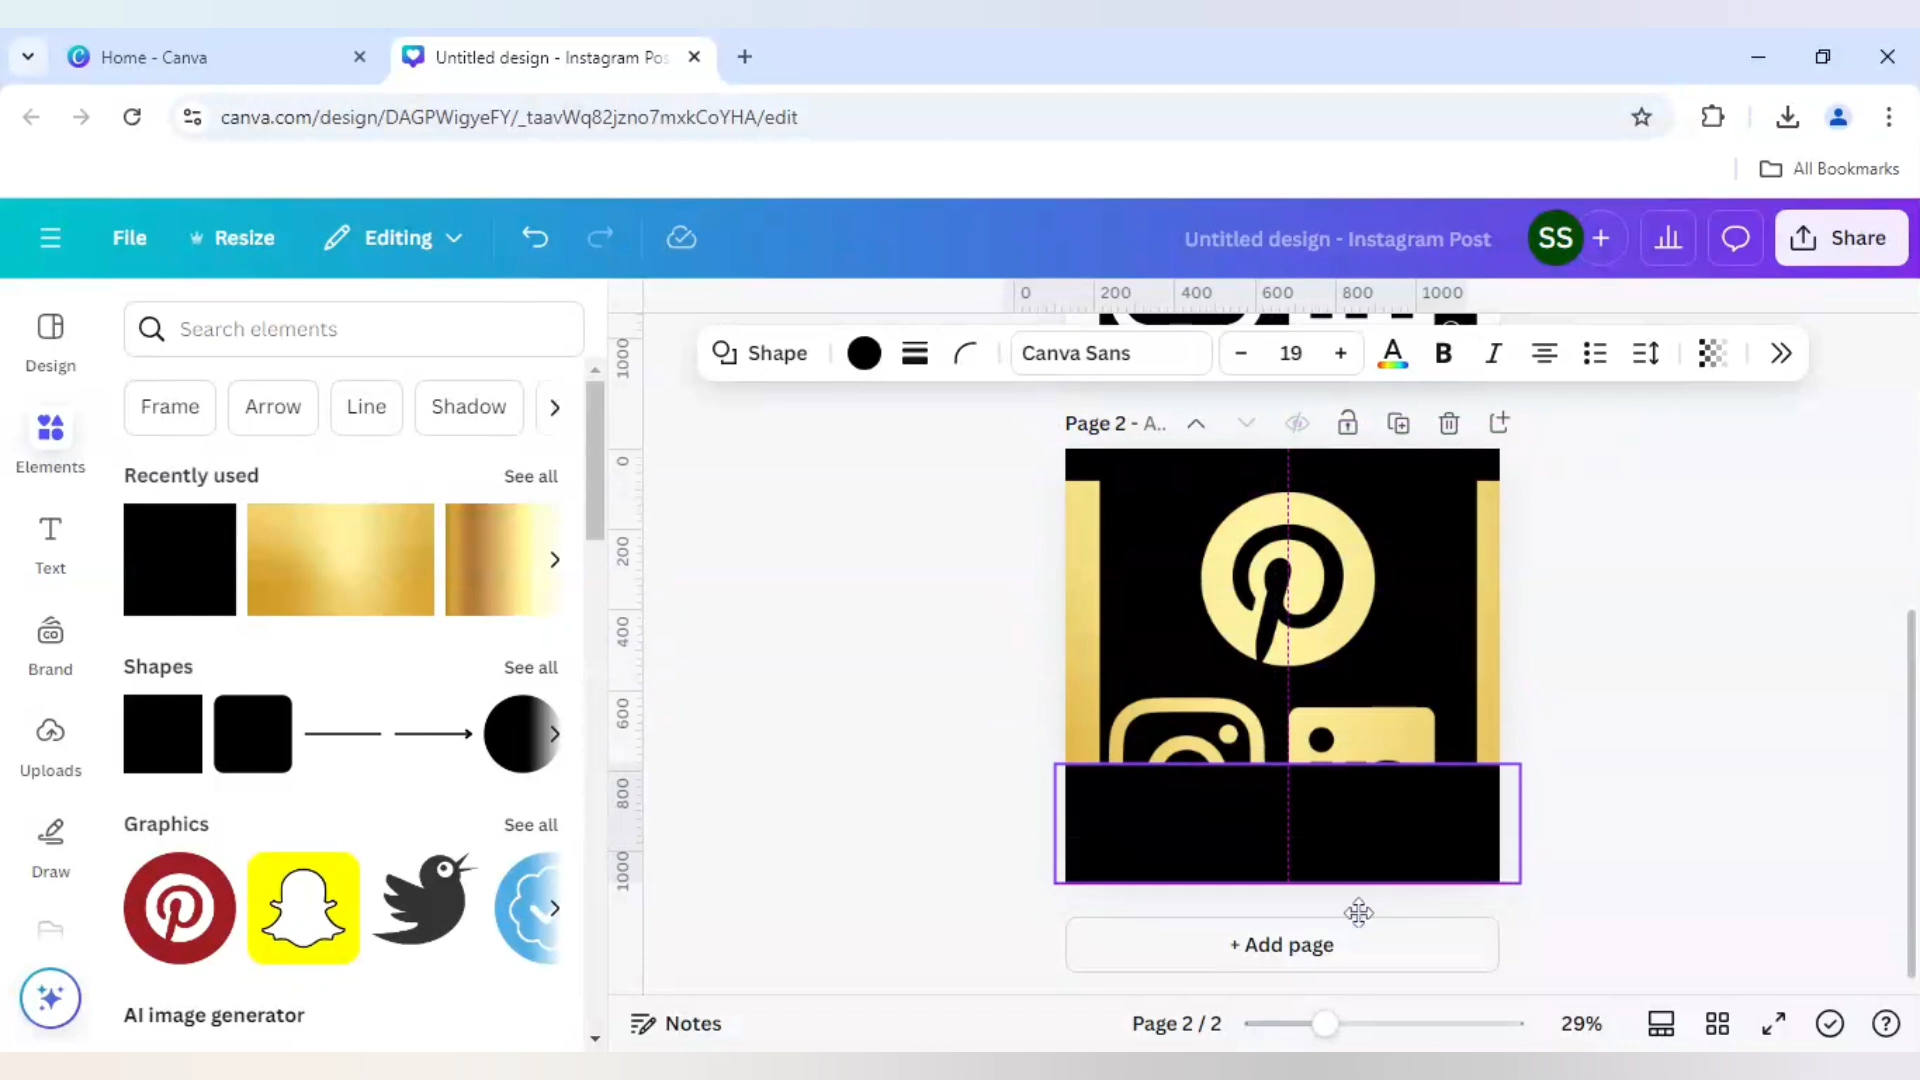 Home - Canva
Untitled design - Instagram Pos
canva.com/design/DAGPWigyeFY/_taavWq82jzno7mxkCoYHA/edit
All Bookmarks
File
Resize
Editing
Untitled design - Instagram Post
SS
+
Share
Design
Elements
Text
Brand
Uploads
Draw
Search elements
Frame
Arrow
Line
Shadow
Recently used
See all
Shapes
See all
Graphics
See all
AI image generator
0 200 400 600 800 1000
1000
0
200
400
600
800
1000
Shape
Canva Sans
− 19 +
A
B
I
Page 2 - A..
+ Add page
Notes
Page 2 / 2
29%